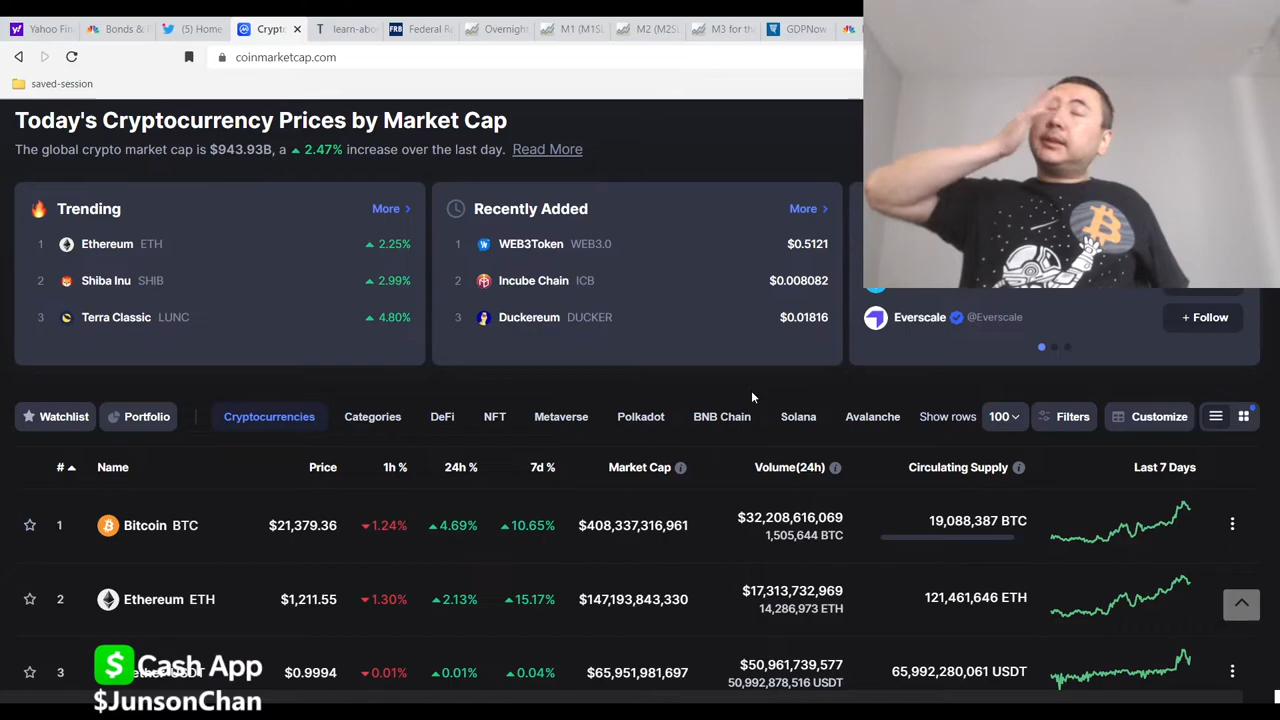 Yahoo Fin
Bonds &
(5) Home
Crypto
learn-abo
Federal R
Overnigh
M1 (M1SL
M2 (M2SL
M3 for th
GDPNow
coinmarketcap.com
saved-session
Today's Cryptocurrency Prices by Market Cap
The global crypto market cap is $943.93B, a 2.47% increase over the last day. Read More
Trending More
1 Ethereum ETH 2.25%
2 Shiba Inu SHIB 2.99%
3 Terra Classic LUNC 4.80%
Recently Added More
1 WEB3Token WEB3.0 $0.5121
2 Incube Chain ICB $0.008082
3 Duckereum DUCKER $0.01816
Everscale @Everscale + Follow
Watchlist Portfolio Cryptocurrencies Categories DeFi NFT Metaverse Polkadot BNB Chain Solana Avalanche Show rows 100 Filters Customize
# Name Price 1h % 24h % 7d % Market Cap Volume(24h) Circulating Supply Last 7 Days
1 Bitcoin BTC $21,379.36 1.24% 4.69% 10.65% $408,337,316,961 $32,208,616,069 19,088,387 BTC
1,505,644 BTC
2 Ethereum ETH $1,211.55 1.30% 2.13% 15.17% $147,193,843,330 $17,313,732,969 121,461,646 ETH
14,286,973 ETH
3 USDT $0.9994 0.01% 0.01% 0.04% $65,951,981,697 $50,961,739,577 65,992,280,061 USDT
50,992,878,516 USDT
$ Cash App
$JunsonChan